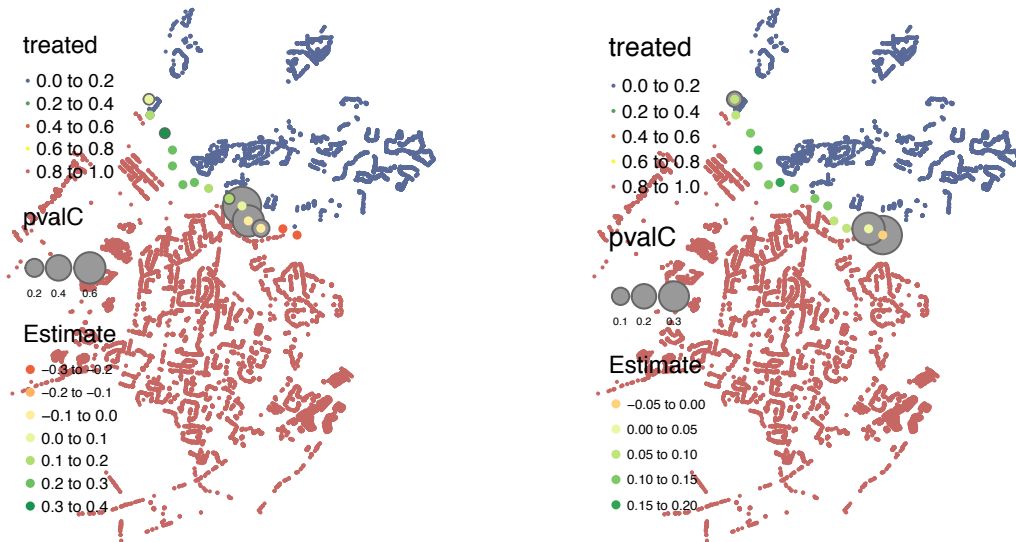 treated
0.0 to 0.2
0.2 to 0.4
0.4 to 0.6
0.6 to 0.8
0.8 to 1.0
pvalC
0.2 0.4 0.6
Estimate
−0.3 to −0.2
−0.2 to −0.1
−0.1 to 0.0
0.0 to 0.1
0.1 to 0.2
0.2 to 0.3
0.3 to 0.4
treated
0.0 to 0.2
0.2 to 0.4
0.4 to 0.6
0.6 to 0.8
0.8 to 1.0
pvalC
0.1 0.2 0.3
Estimate
−0.05 to 0.00
0.00 to 0.05
0.05 to 0.10
0.10 to 0.15
0.15 to 0.20